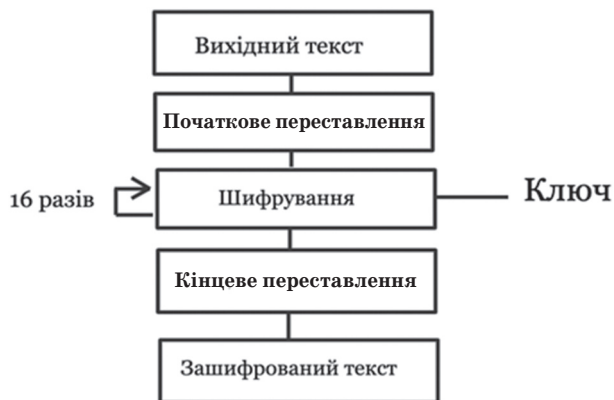 Вихідний текст
Початкове переставлення
16 разів
Шифрування
Ключ
Кінцеве переставлення
Зашифрований текст